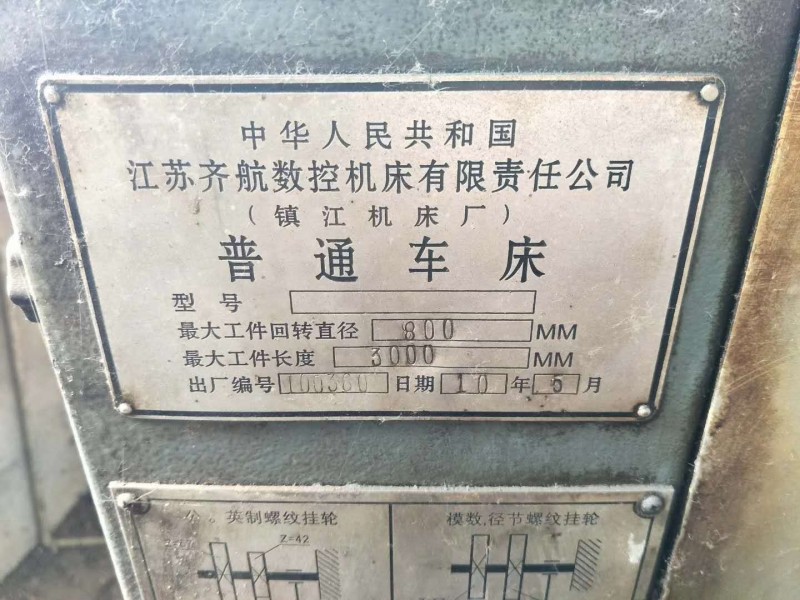 中华人民共和国
江苏齐航数控机床有限责任公司
（镇江机床厂）
普通车床
型号
最大工件回转直径 800 MM
最大工件长度 3000 MM
出厂编号 日期 10 年 5 月
公。英制螺纹挂轮
模数,径节螺纹挂轮
Z=42